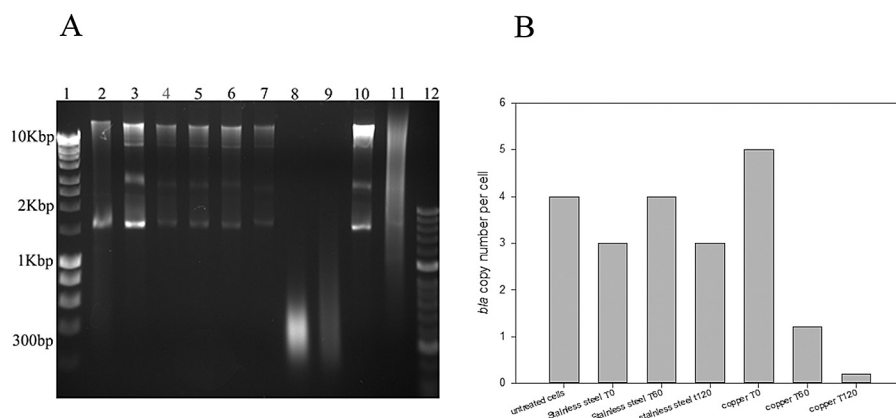 A
B
1 2 3 4 5 6 7 8 9 10 11 12
10Kbp
2Kbp
1Kbp
300bp
6
5
4
3
2
1
0
bla copy number per cell
untreated cells
Stainless steel T0
Stainless steel T60
stainless steel t120
copper T0
copper T60
copper T120